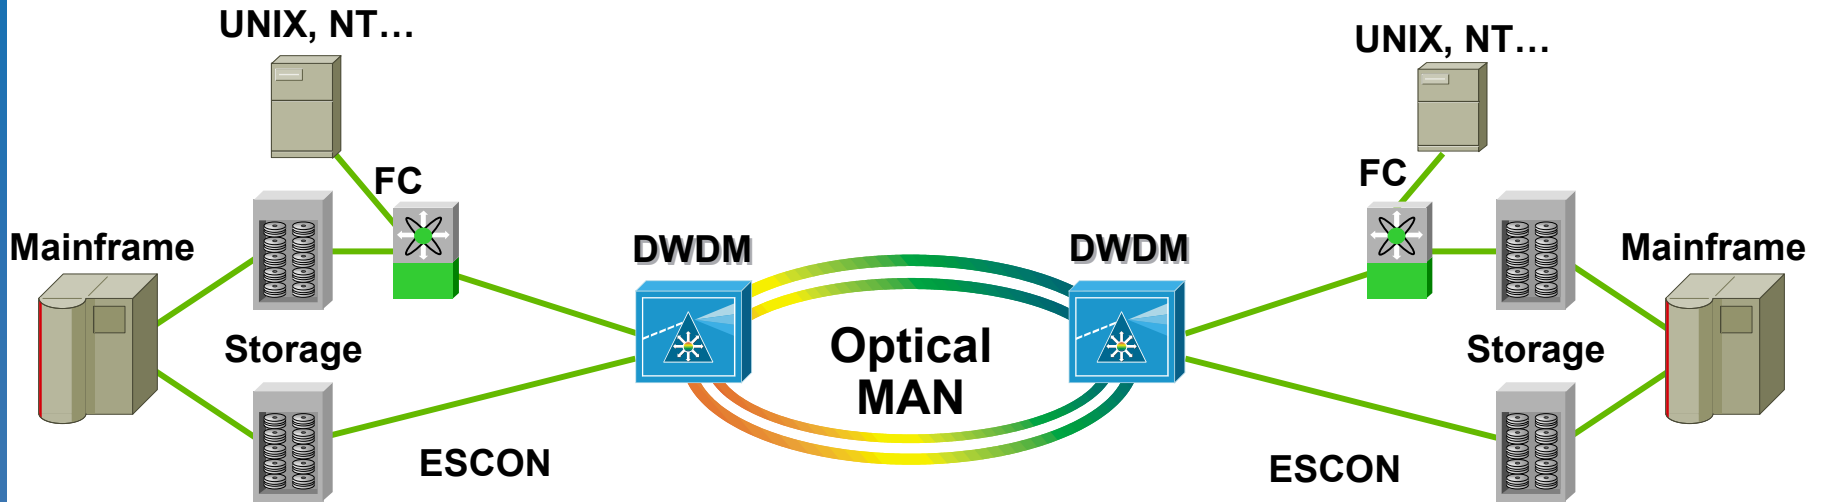 UNIX, NT…
UNIX, NT…
FC
FC
Mainframe
DWDM
DWDM
Mainframe
Storage
Optical
MAN
Storage
ESCON
ESCON